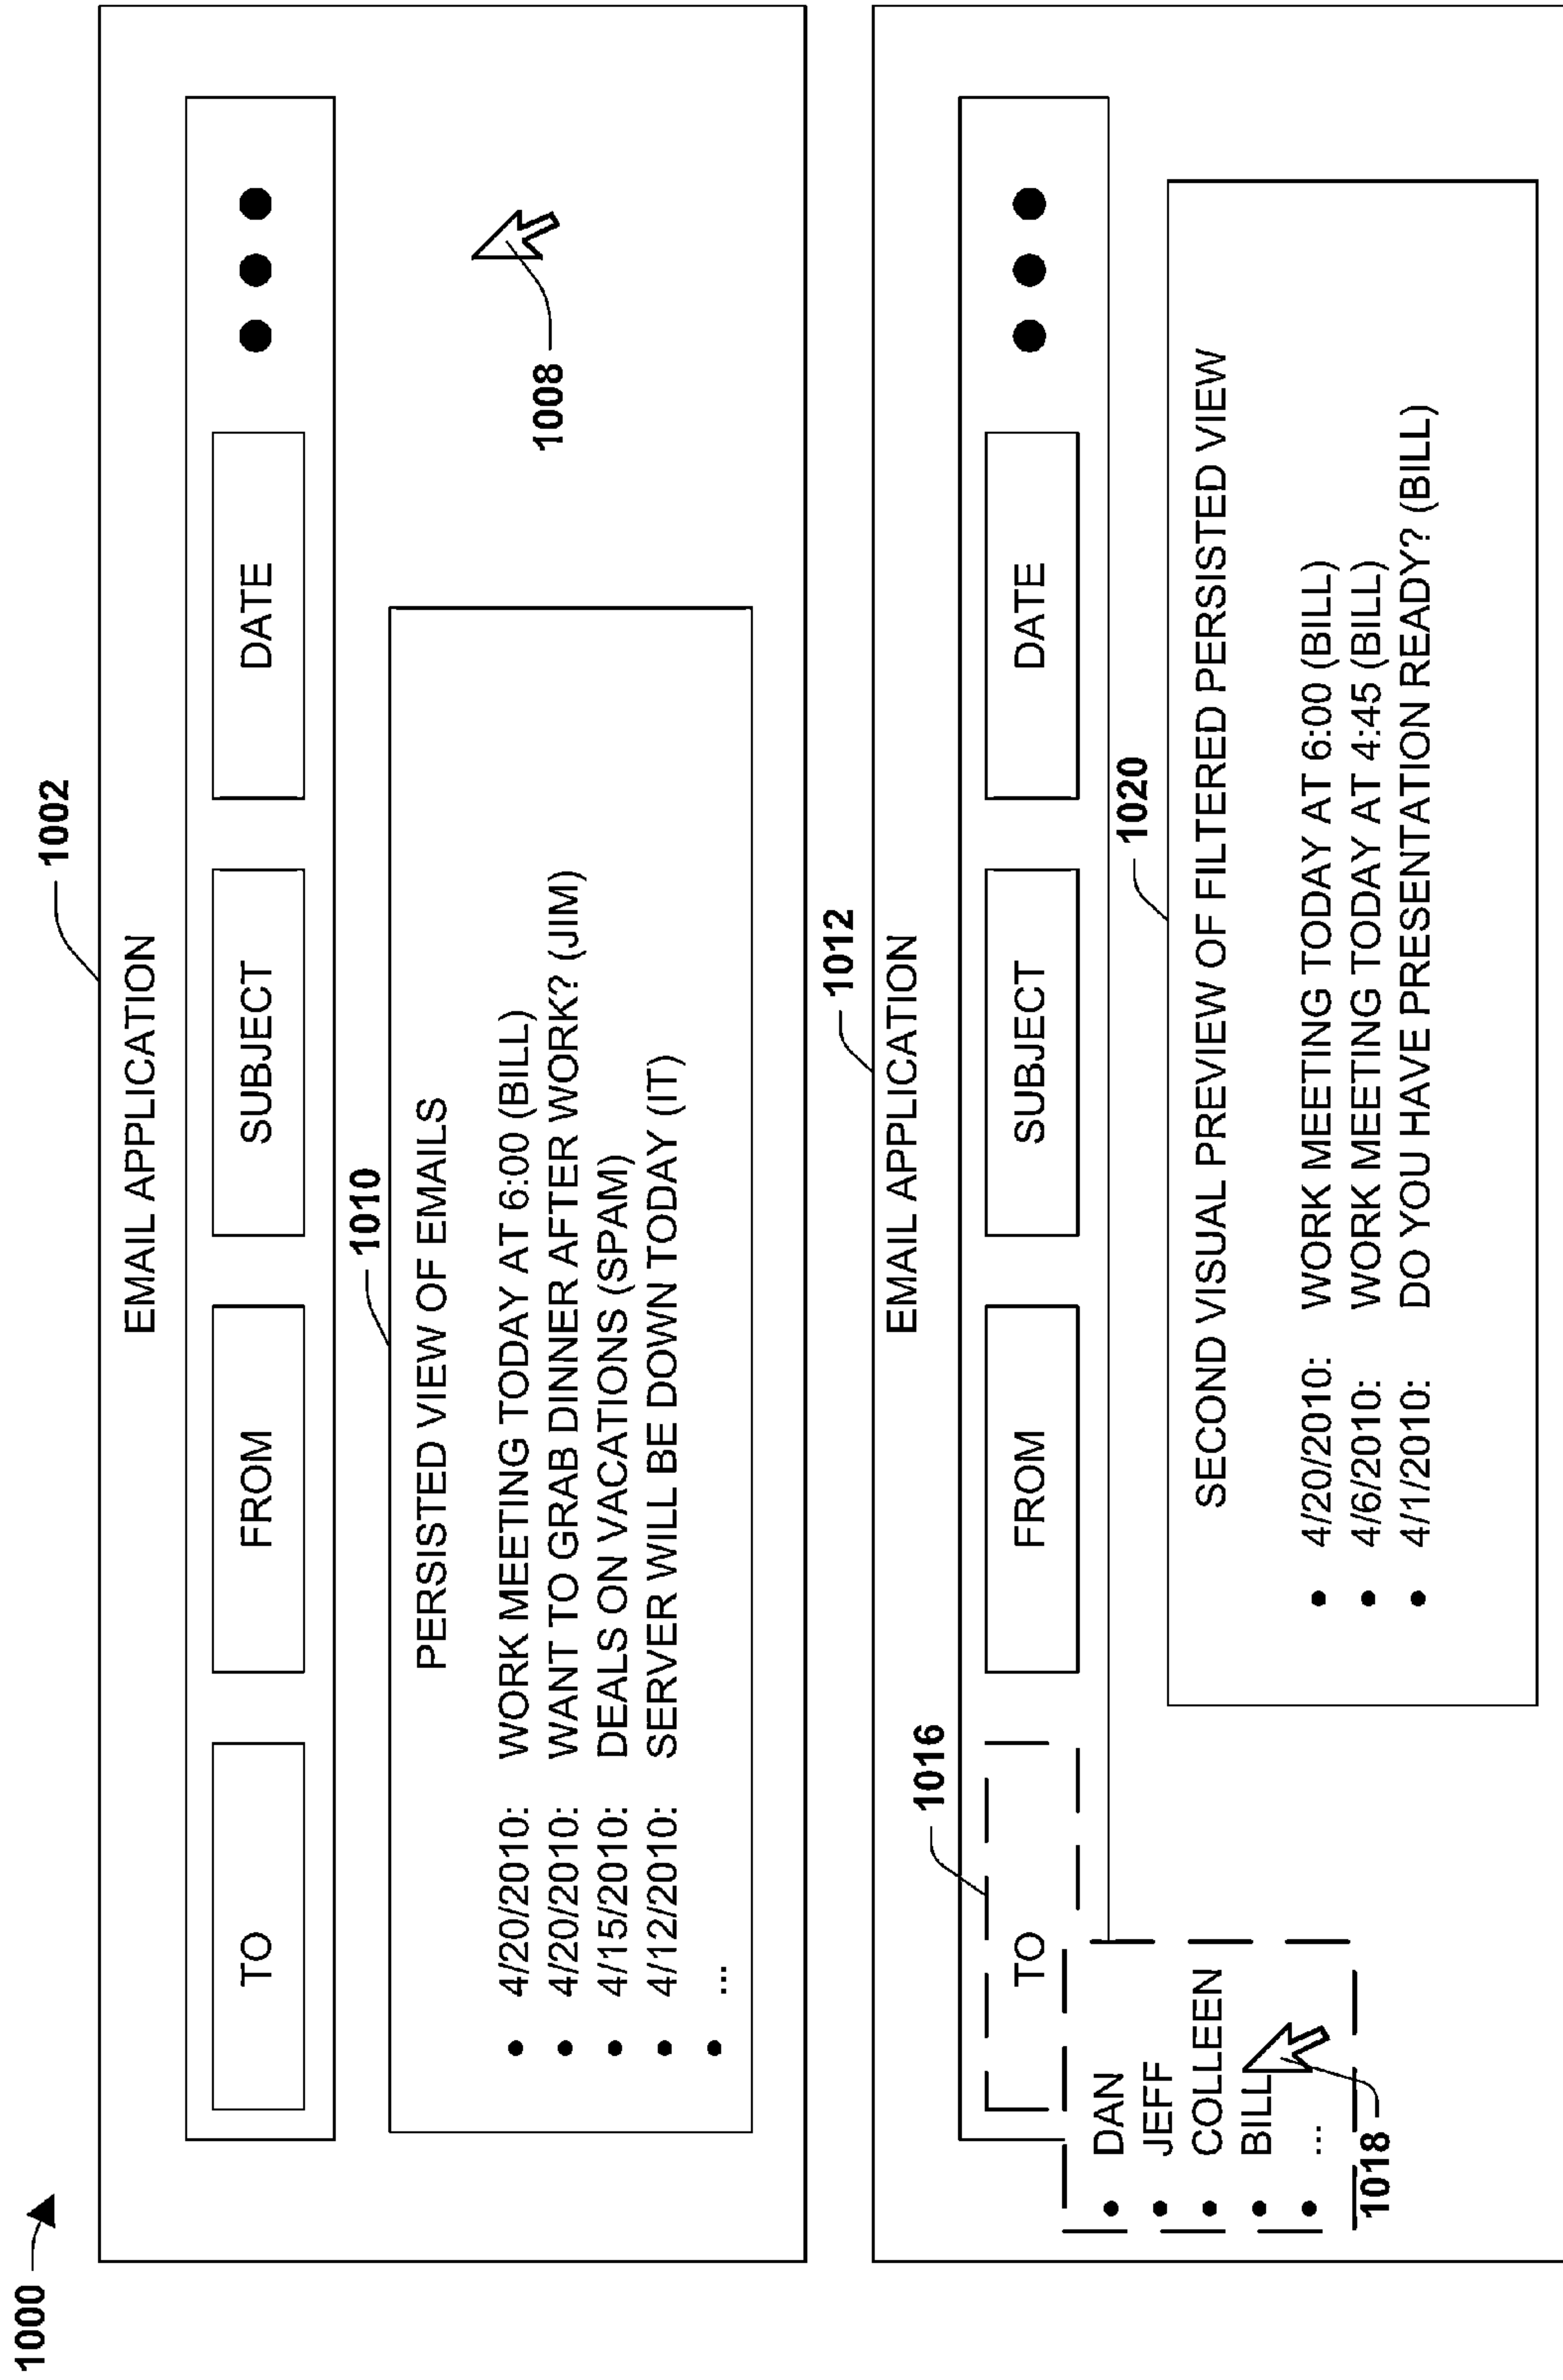 1000
1002
EMAIL APPLICATION
TO FROM SUBJECT DATE
1010
PERSISTED VIEW OF EMAILS
• 4/20/2010: WORK MEETING TODAY AT 6:00 (BILL)
• 4/20/2010: WANT TO GRAB DINNER AFTER WORK? (JIM)
• 4/15/2010: DEALS ON VACATIONS (SPAM)
• 4/12/2010: SERVER WILL BE DOWN TODAY (IT)
• ...
1008
1012
EMAIL APPLICATION
1016
TO FROM SUBJECT DATE
• DAN
• JEFF
• COLLEEN
• BILL
• ...
1018
1020
SECOND VISUAL PREVIEW OF FILTERED PERSISTED VIEW
• 4/20/2010: WORK MEETING TODAY AT 6:00 (BILL)
• 4/6/2010: WORK MEETING TODAY AT 4:45 (BILL)
• 4/1/2010: DO YOU HAVE PRESENTATION READY? (BILL)